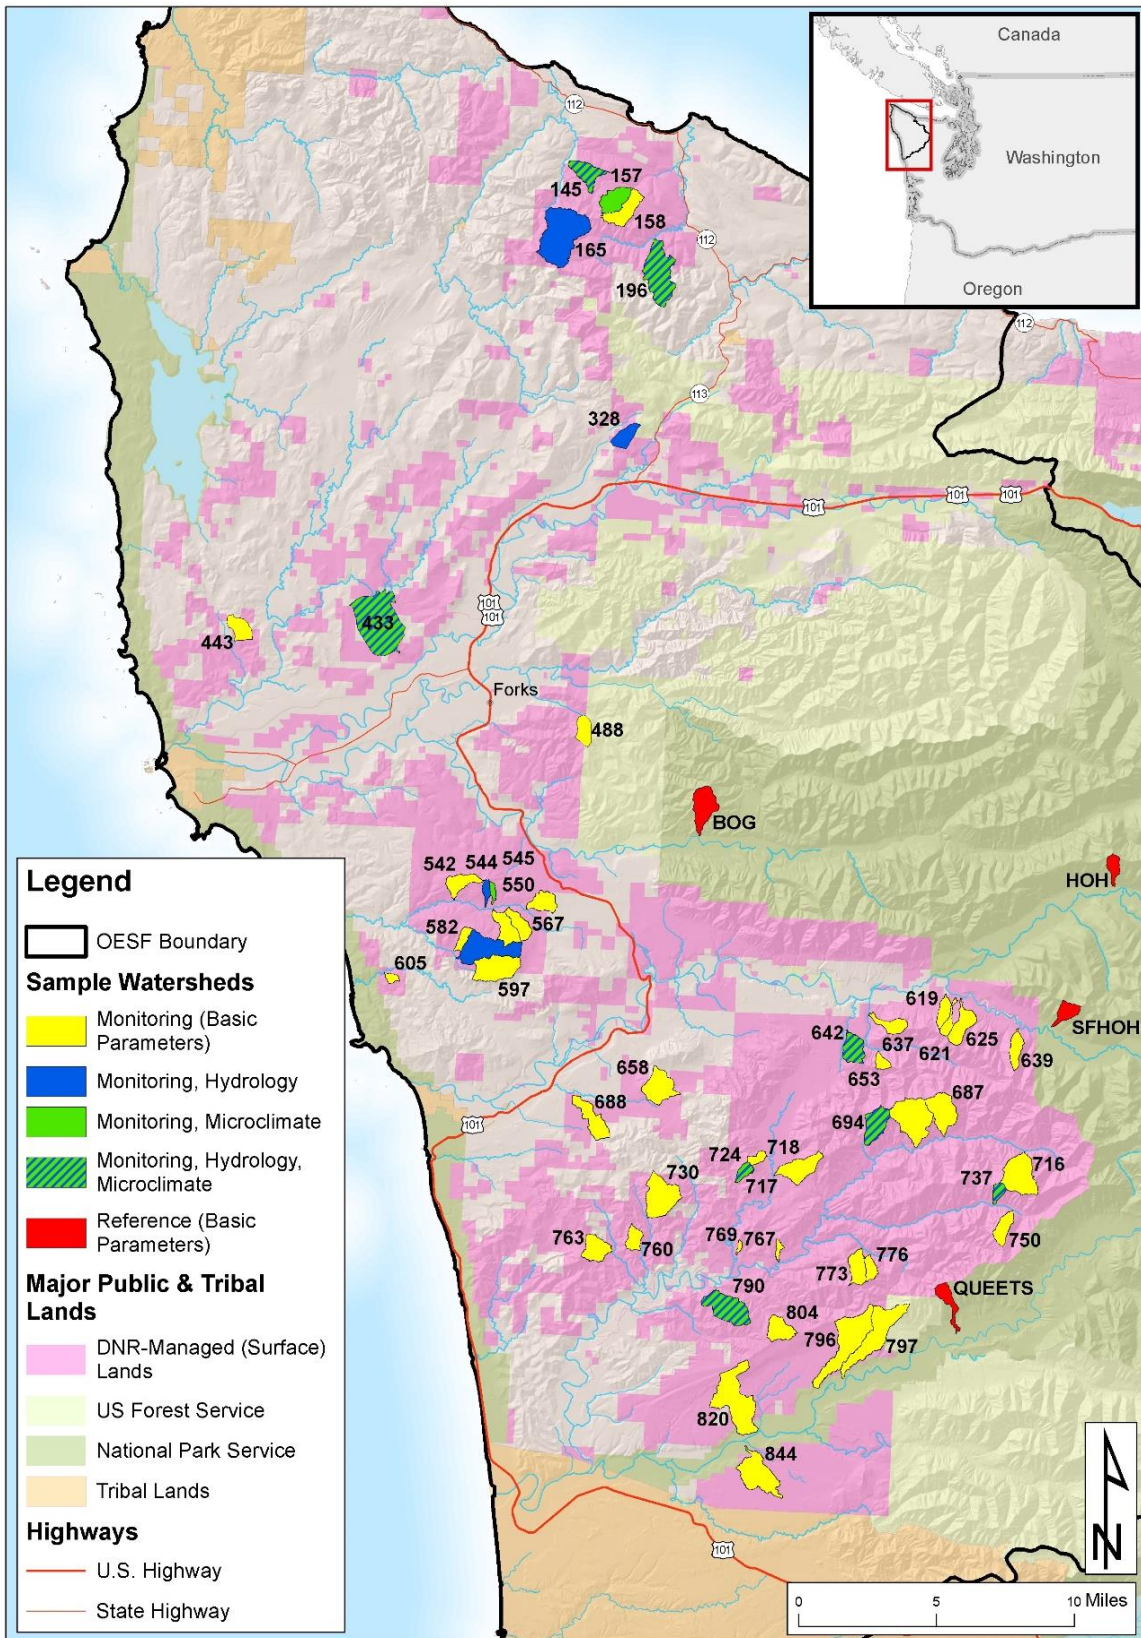 Canada
Washington
Oregon
112
157
145
158
165
112
196
112
328
113
101
101
101
101
101
433
443
Forks
488
BOG
HOH
542
544
545
550
567
582
605
597
SFHOH
619
642
637
621
625
639
653
658
688
687
694
101
724
718
717
730
716
737
763
760
769
767
750
776
773
790
QUEETS
804
796
797
820
844
101
Legend
OESF Boundary
Sample Watersheds
Monitoring (Basic
Parameters)
Monitoring, Hydrology
Monitoring, Microclimate
Monitoring, Hydrology,
Microclimate
Reference (Basic
Parameters)
Major Public & Tribal
Lands
DNR-Managed (Surface)
Lands
US Forest Service
National Park Service
Tribal Lands
Highways
U.S. Highway
State Highway
N
0 5 10 Miles